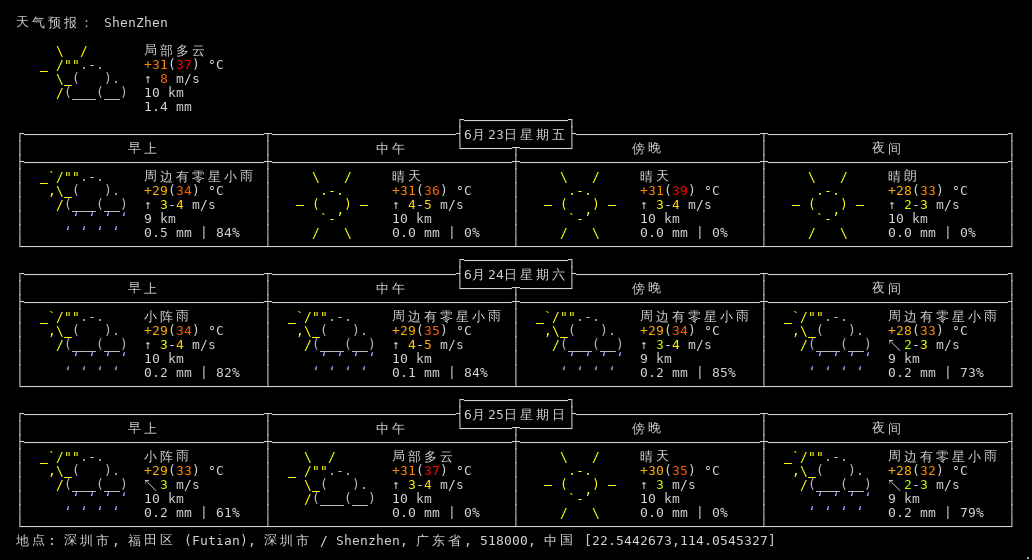 天气预报： ShenZhen
局部多云
+31(37) °C
↑ 8 m/s
10 km
1.4 mm
6月23日星期五
早上 中午 傍晚 夜间
周边有零星小雨 晴天 晴天 晴朗
+29(34) °C +31(36) °C +31(39) °C +28(33) °C
↑ 3-4 m/s ↑ 4-5 m/s ↑ 3-4 m/s ↑ 2-3 m/s
9 km 10 km 10 km 10 km
0.5 mm | 84% 0.0 mm | 0% 0.0 mm | 0% 0.0 mm | 0%
6月24日星期六
早上 中午 傍晚 夜间
小阵雨 周边有零星小雨 周边有零星小雨 周边有零星小雨
+29(34) °C +29(35) °C +29(34) °C +28(33) °C
↑ 3-4 m/s ↑ 4-5 m/s ↑ 3-4 m/s ↖ 2-3 m/s
10 km 10 km 9 km 9 km
0.2 mm | 82% 0.1 mm | 84% 0.2 mm | 85% 0.2 mm | 73%
6月25日星期日
早上 中午 傍晚 夜间
小阵雨 局部多云 晴天 周边有零星小雨
+29(33) °C +31(37) °C +30(35) °C +28(32) °C
↖ 3 m/s ↑ 3-4 m/s ↑ 3 m/s ↖ 2-3 m/s
10 km 10 km 10 km 9 km
0.2 mm | 61% 0.0 mm | 0% 0.0 mm | 0% 0.2 mm | 79%
地点: 深圳市, 福田区 (Futian), 深圳市 / Shenzhen, 广东省, 518000, 中国 [22.5442673,114.0545327]